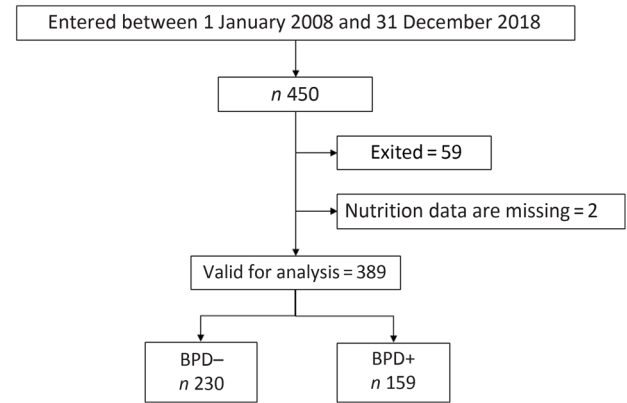 Entered between 1 January 2008 and 31 December 2018
n 450
Exited = 59
Nutrition data are missing = 2
Valid for analysis = 389
BPD–
n 230
BPD+
n 159